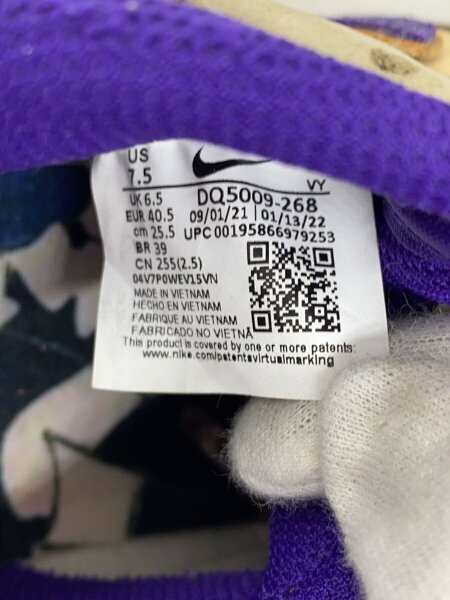 US
7.5
VY
UK 6.5 DQ5009-268
EUR 40.5 09/01/21 | 01/13/22
cm 25.5 UPC 00195866979253
BR 39
CN 255(2.5)
04V7P0WEV15VN
MADE IN VIETNAM
HECHO EN VIETNAM
FABRIQUE AU VIETNAM
FABRICADO NO VIETNÃ
This product is covered by one or more patents:
www.nike.com/patents&virtualmarking